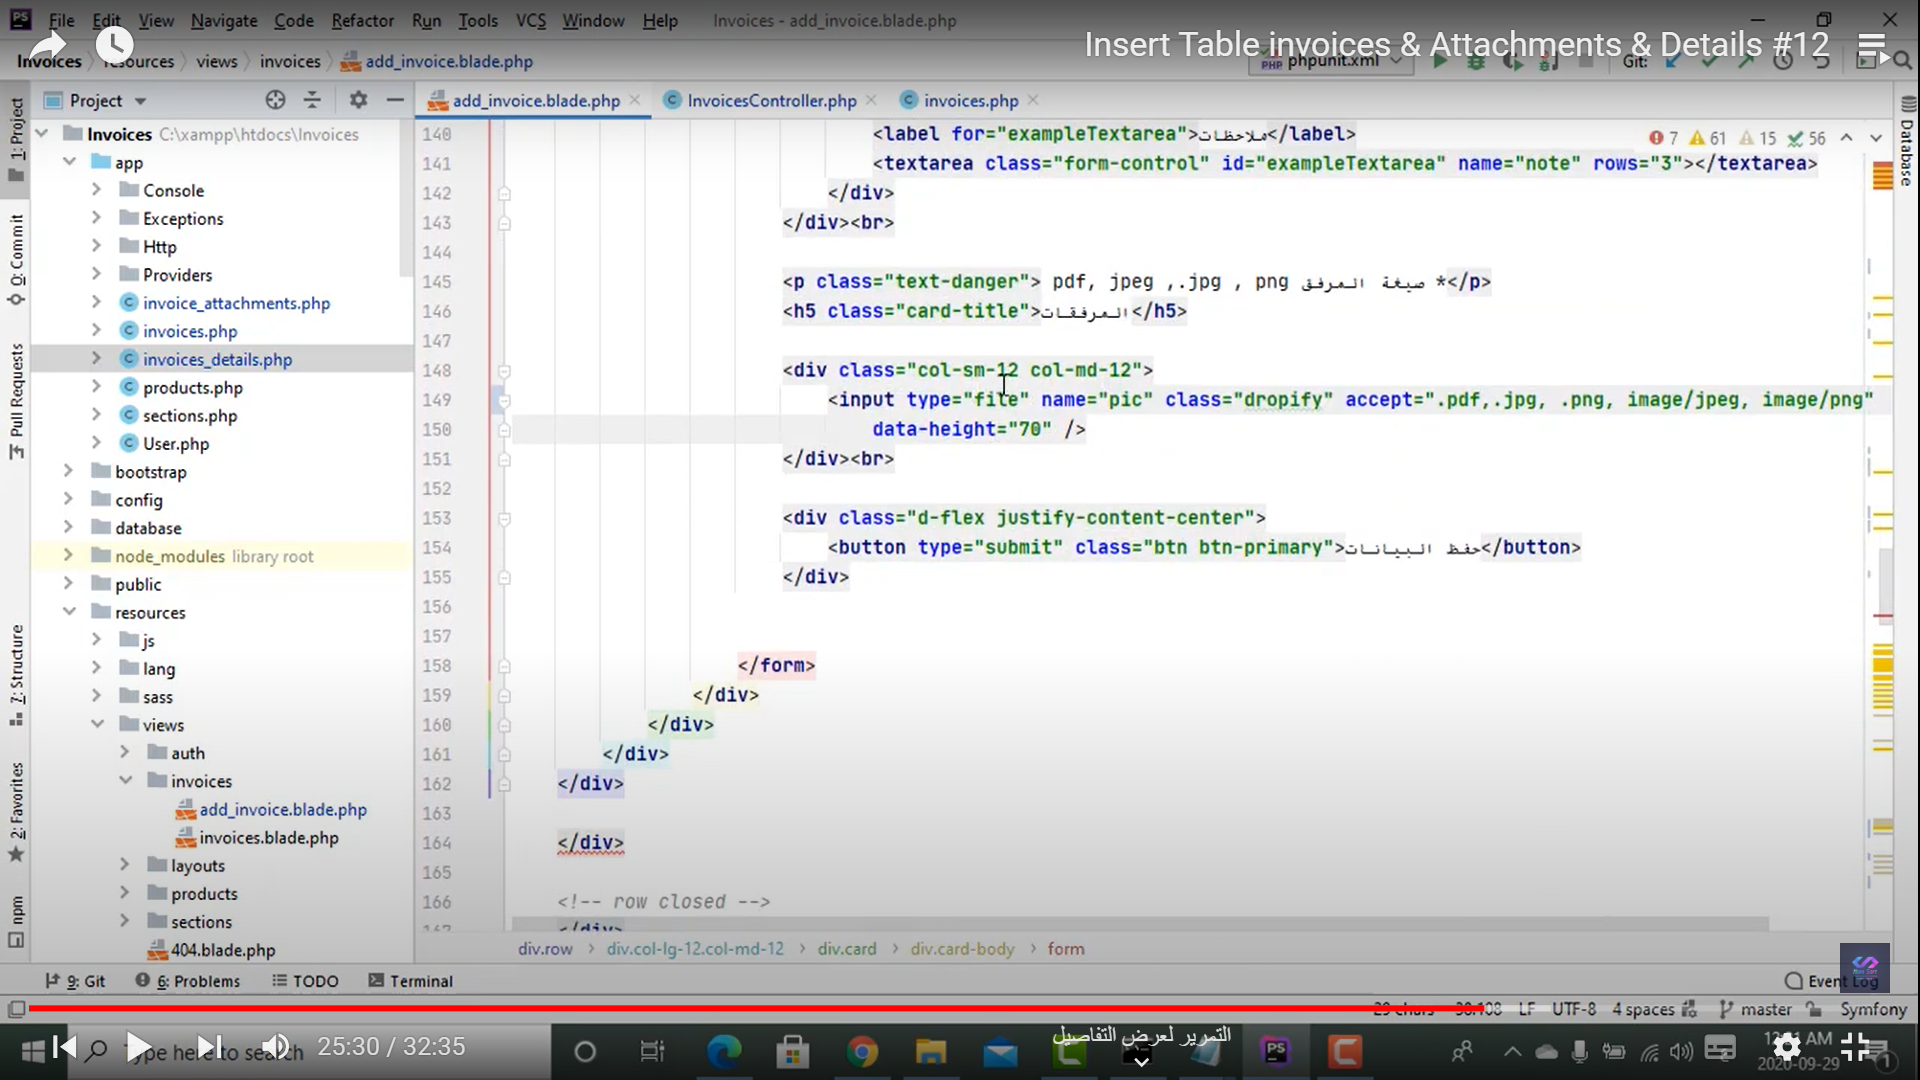 File Edit View Navigate Code Refactor Run Tools VCS Window Help Invoices - add_invoice.blade.php
Insert Table invoices & Attachments & Details #12
Invoices resources views invoices add_invoice.blade.php phpunit.xml Git:
Project
add_invoice.blade.php InvoicesController.php invoices.php
7 61 15 56
1: Project
0: Commit
Pull Requests
7: Structure
2: Favorites
npm
Database
Invoices C:\xampp\htdocs\Invoices
app
Console
Exceptions
Http
Providers
invoice_attachments.php
invoices.php
invoices_details.php
products.php
sections.php
User.php
bootstrap
config
database
node_modules library root
public
resources
js
lang
sass
views
auth
invoices
add_invoice.blade.php
invoices.blade.php
layouts
products
sections
404.blade.php
140 <label for="exampleTextarea">ملاحظات</label>
141 <textarea class="form-control" id="exampleTextarea" name="note" rows="3"></textarea>
142 </div>
143 </div><br>
144
145 <p class="text-danger"> pdf, jpeg ,.jpg , png صيغة المرفق *</p>
146 <h5 class="card-title">المرفقات</h5>
147
148 <div class="col-sm-12 col-md-12">
149 <input type="file" name="pic" class="dropify" accept=".pdf,.jpg, .png, image/jpeg, image/png"
150 data-height="70" />
151 </div><br>
152
153 <div class="d-flex justify-content-center">
154 <button type="submit" class="btn btn-primary">حفظ البيانات</button>
155 </div>
156
157
158 </form>
159 </div>
160 </div>
161 </div>
162 </div>
163
164 </div>
165
166 <!-- row closed -->
167 </div>
div.row div.col-lg-12.col-md-12 div.card div.card-body form
9: Git 6: Problems TODO Terminal Event Log
29 chars 38:108 LF UTF-8 4 spaces master Symfony
Type here to search
25:30 / 32:35
التمرير لعرض التفاصيل
AM
2020-09-29
1